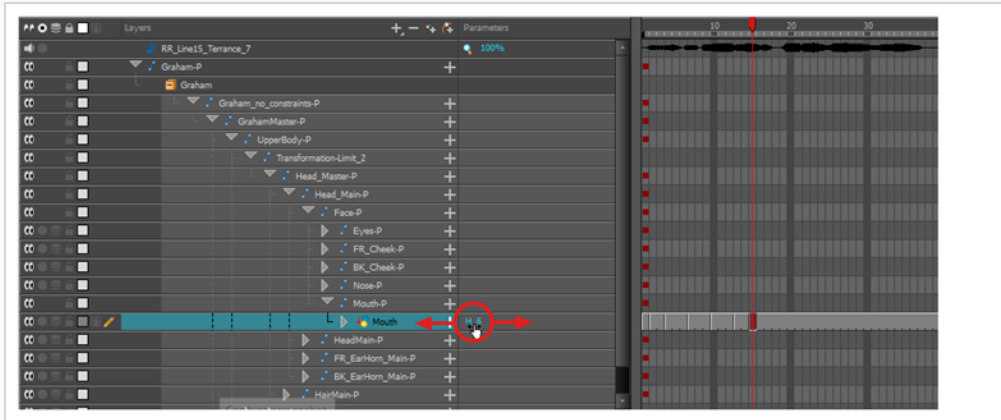 Layers Parameters 10 20 30
RR_Line15_Terrance_7 100%
Graham-P
Graham
Graham_no_constraints-P
GrahamMaster-P
UpperBody-P
Transformation-Limit_2
Head_Master-P
Head_Main-P
Face-P
Eyes-P
FR_Cheek-P
BK_Cheek-P
Nose-P
Mouth-P
Mouth
HeadMain-P
FR_EarHorn_Main-P
BK_EarHorn_Main-P
HairMain-P